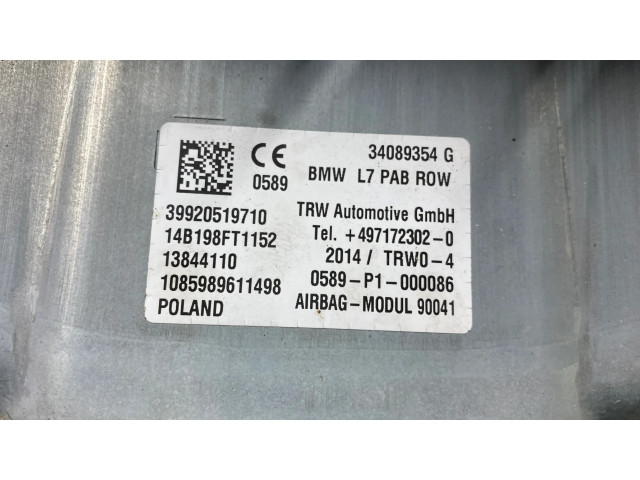 CE 34089354 G
0589 BMW L7 PAB ROW
39920519710 TRW Automotive GmbH
14B198FT1152 Tel. +497172302-0
13844110 2014 / TRW0-4
1085989611498 0589-P1-000086
POLAND AIRBAG-MODUL 90041